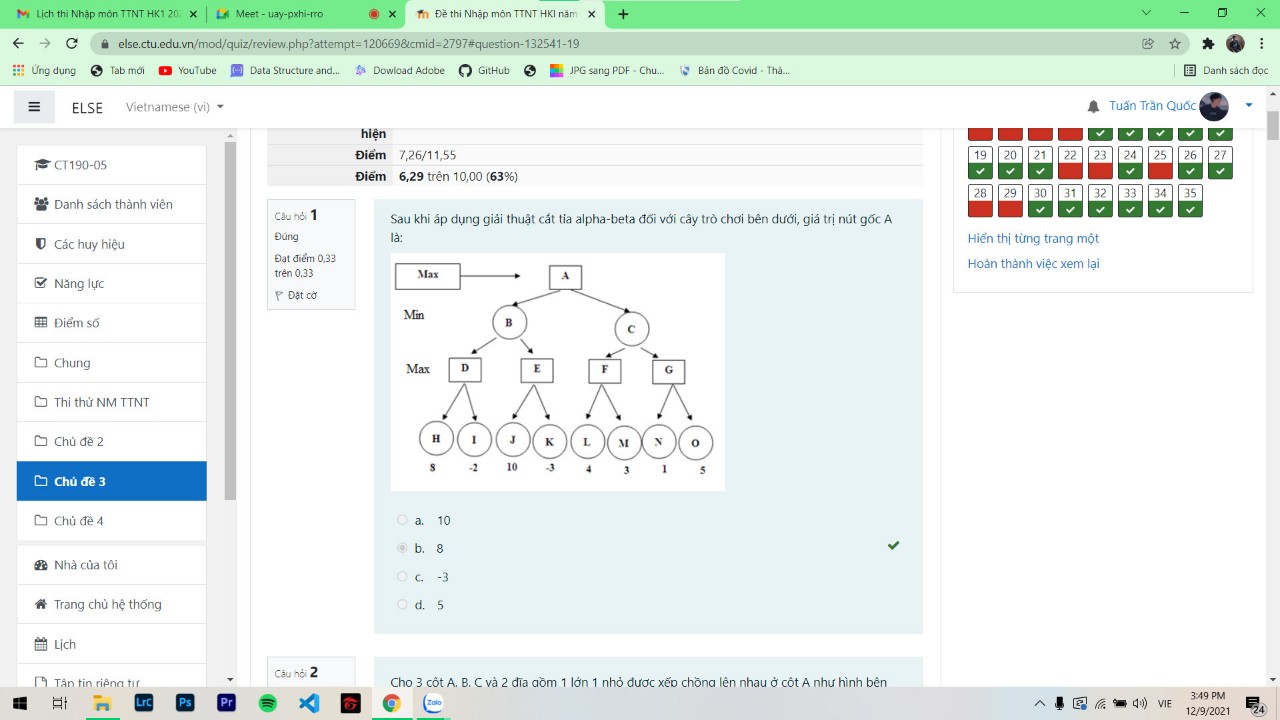 Lịch thi Nhập môn TTNT HK1 202
Meet - uay-pxhi-rro
Đề thi Nhập môn TTNT HKI năm
else.ctu.edu.vn/mod/quiz/review.php?attempt=120669&cmid=2797#question-132541-19
Ứng dụng
Tab mới
YouTube
Data Structure and...
Dowload Adobe
GitHub
JPG sang PDF - Chu...
Bản đồ Covid - Thả...
Danh sách đọc
ELSE
Vietnamese (vi)
Tuấn Trần Quốc
CT190-05
Danh sách thành viên
Các huy hiệu
Năng lực
Điểm số
Chung
Thi thử NM TTNT
Chủ đề 2
Chủ đề 3
Chủ đề 4
Nhà của tôi
Trang chủ hệ thống
Lịch
Tập tin riêng tư
hiện
Điểm 7,26/11,55
Điểm 6,29 trên 10,00 (63%)
Câu hỏi 1
Đúng
Đạt điểm 0,33
trên 0,33
Đặt cờ
Sau khi áp dụng giải thuật cắt tỉa alpha-beta đối với cây trò chơi bên dưới, giá trị nút gốc A
là:
Max A
Min B C
Max D E F G
H I J K L M N O
8 -2 10 -3 4 3 1 5
a. 10
b. 8
c. -3
d. 5
Câu hỏi 2
Cho 3 cột A, B, C và 2 đĩa gồm 1 lớn 1 nhỏ được xếp chồng lên nhau ở cột A như hình bên
19 20 21 22 23 24 25 26 27
28 29 30 31 32 33 34 35
Hiển thị từng trang một
Hoàn thành việc xem lại
LrC
Ps
Pr
Zalo
VIE
3:49 PM
12/9/2021
24